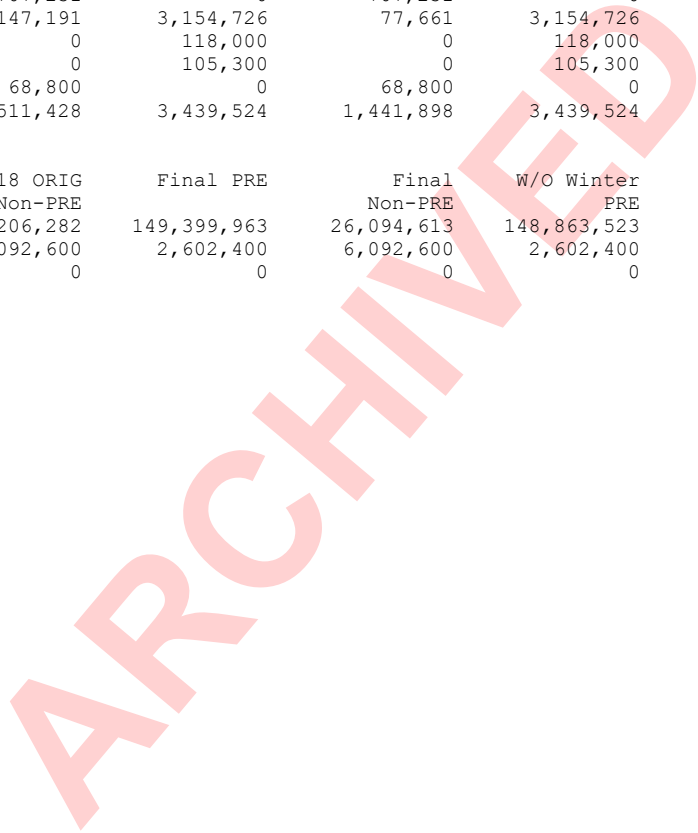 147,191 3,154,726 77,661 3,154,726
0 118,000 0 118,000
0 105,300 0 105,300
68,800 0 68,800 0
511,428 3,439,524 1,441,898 3,439,524
18 ORIG Final PRE Final W/O Winter
Non-PRE Non-PRE PRE
206,282 149,399,963 26,094,613 148,863,523
092,600 2,602,400 6,092,600 2,602,400
0 0 0 0
ARCHIVED